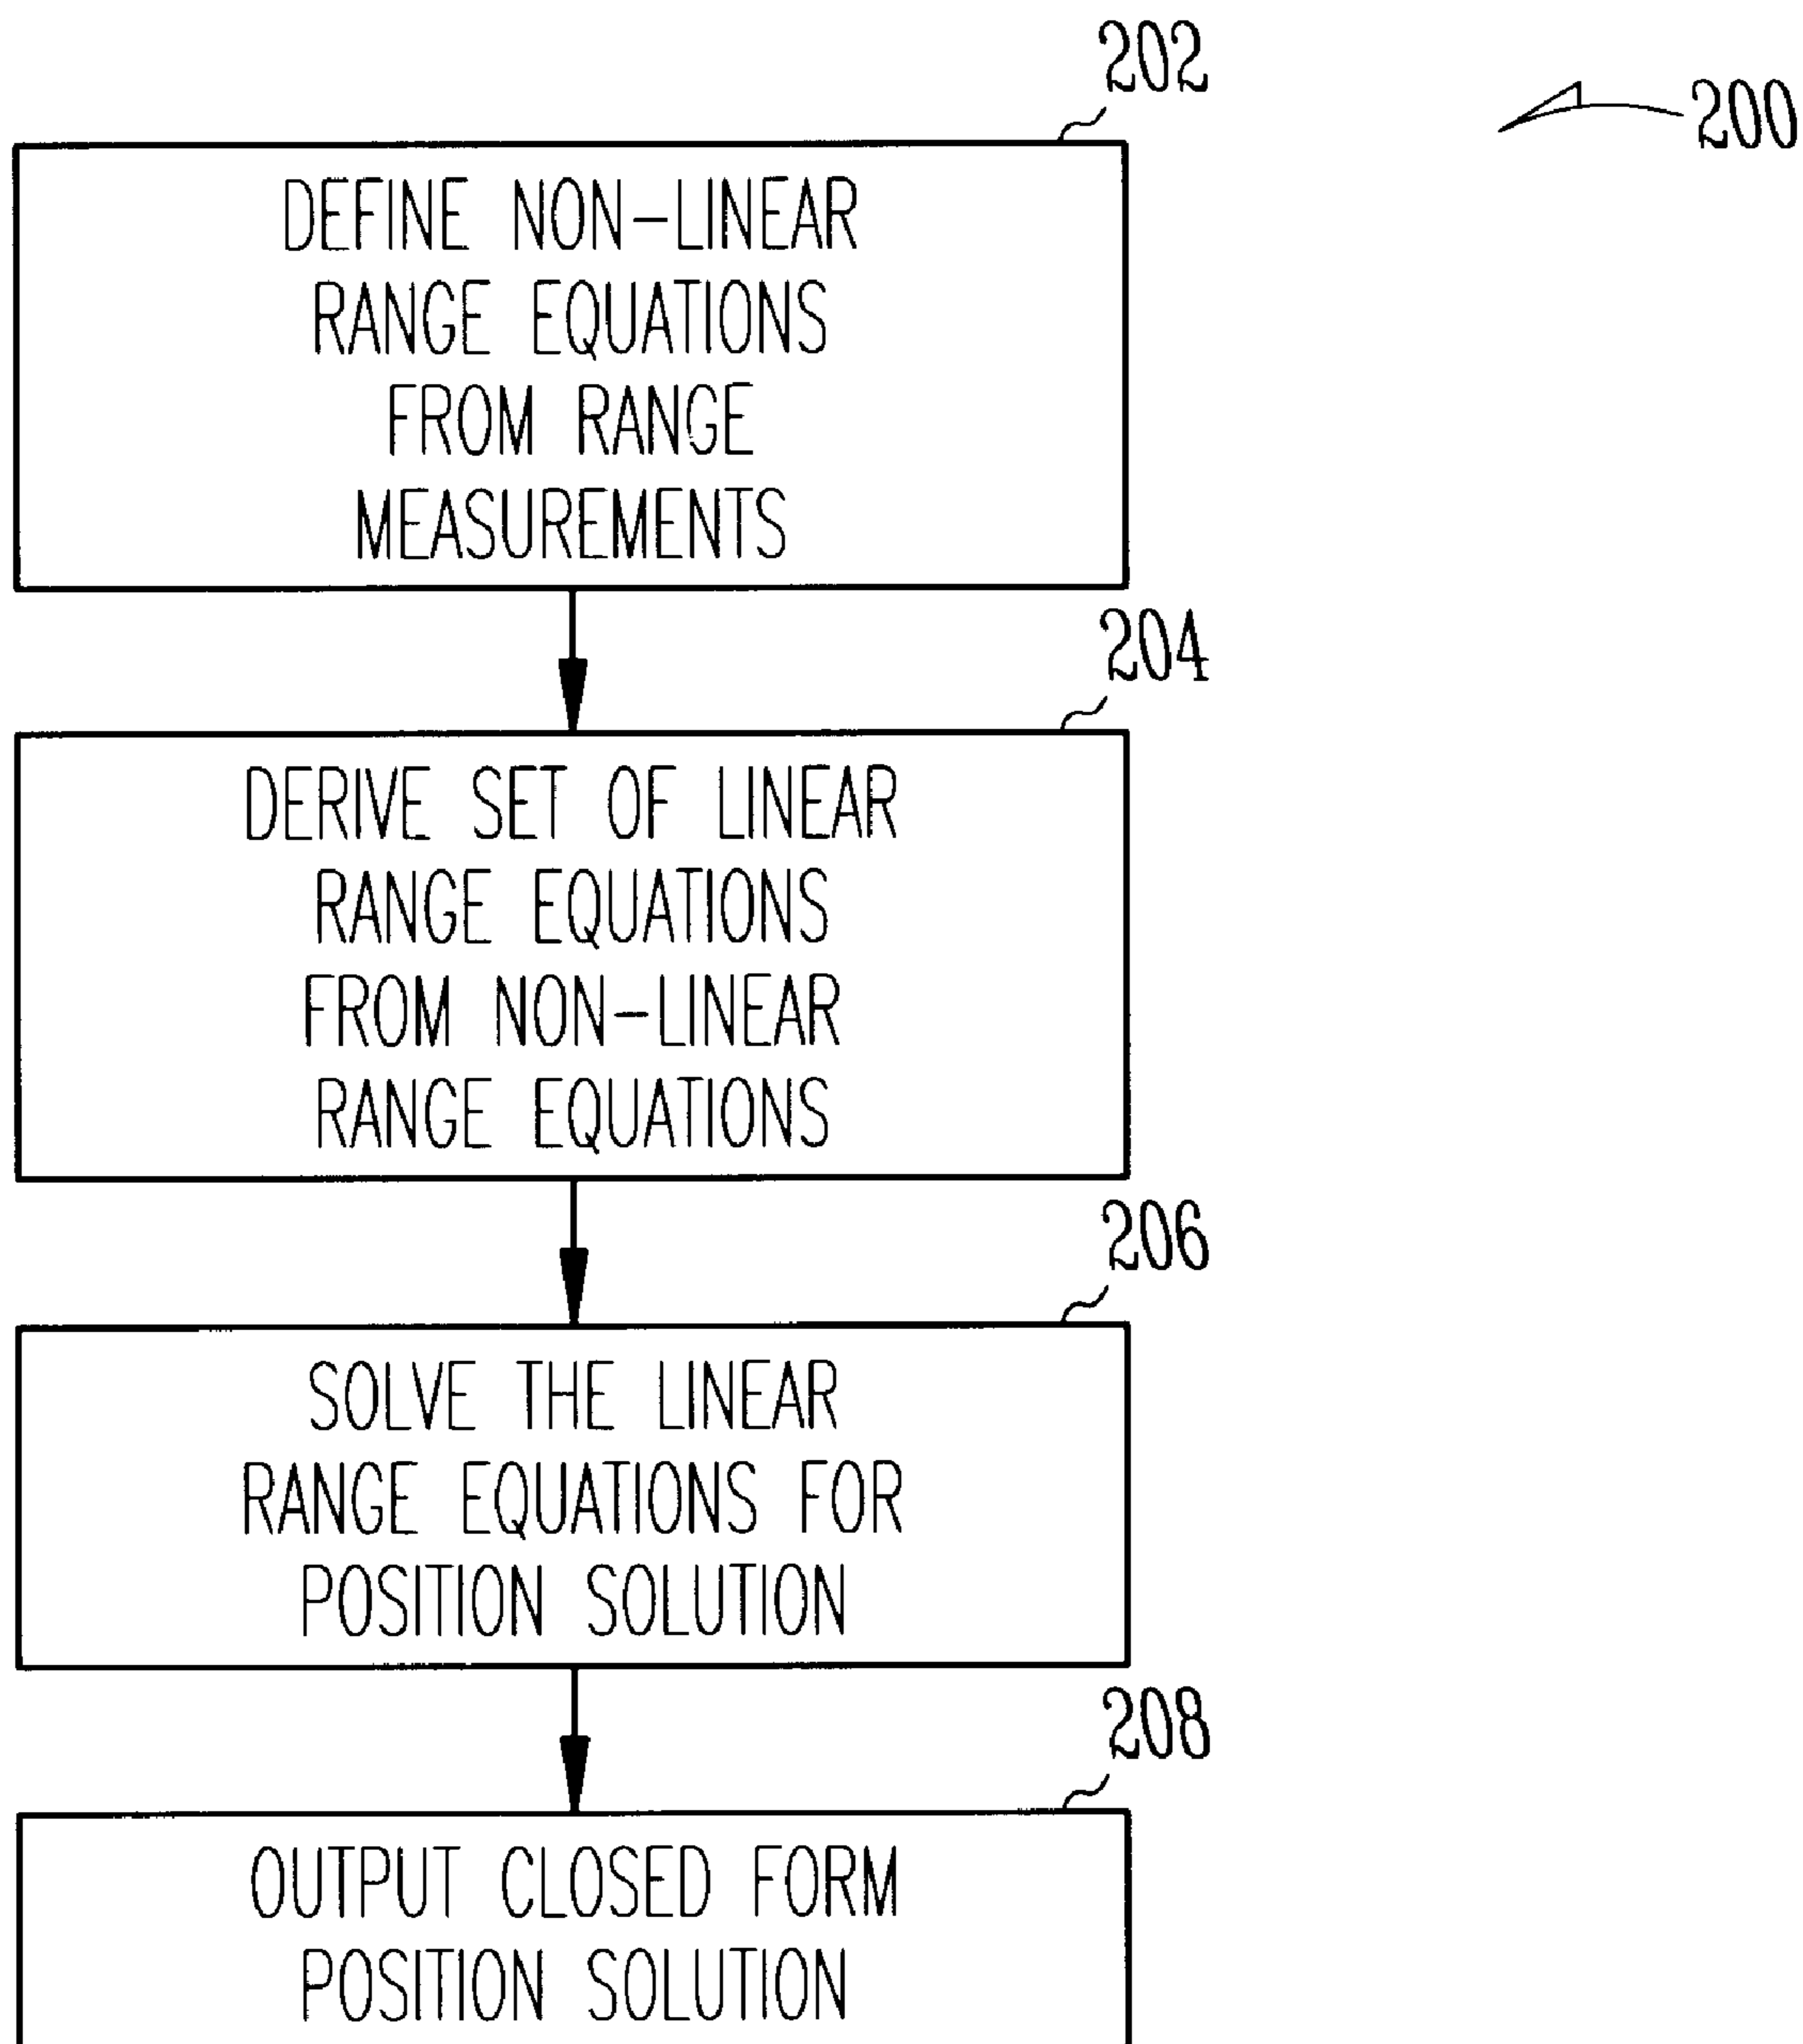 202
200
DEFINE NON-LINEAR
RANGE EQUATIONS
FROM RANGE
MEASUREMENTS
204
DERIVE SET OF LINEAR
RANGE EQUATIONS
FROM NON-LINEAR
RANGE EQUATIONS
206
SOLVE THE LINEAR
RANGE EQUATIONS FOR
POSITION SOLUTION
208
OUTPUT CLOSED FORM
POSITION SOLUTION